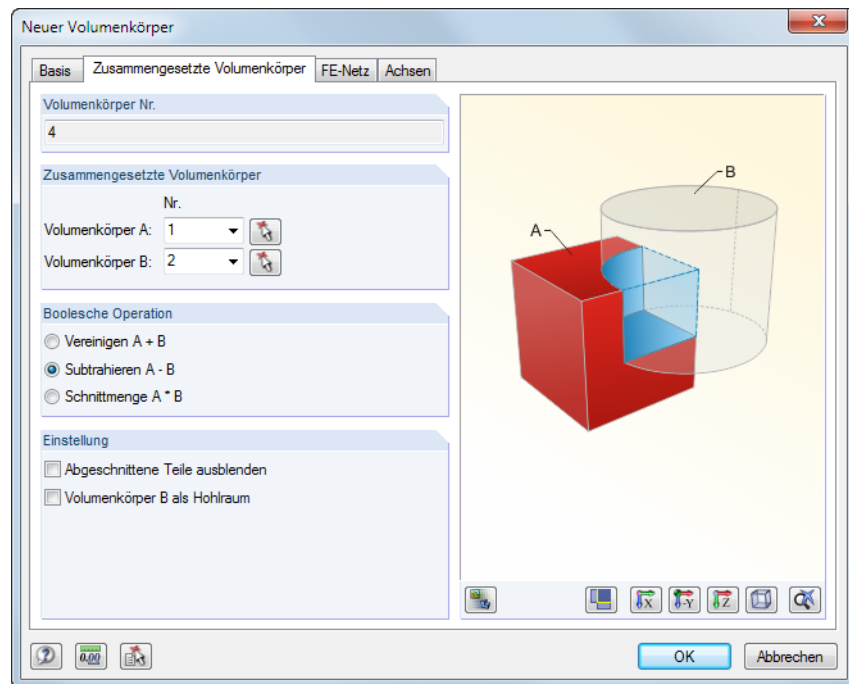 Neuer Volumenkörper
x
Basis Zusammengesetzte Volumenkörper FE-Netz Achsen
Volumenkörper Nr.
4
Zusammengesetzte Volumenkörper
Nr.
Volumenkörper A: 1
Volumenkörper B: 2
Boolesche Operation
Vereinigen A + B
Subtrahieren A - B
Schnittmenge A * B
Einstellung
Abgeschnittene Teile ausblenden
Volumenkörper B als Hohlraum
A
B
X -Y Z
? 0.00
OK Abbrechen